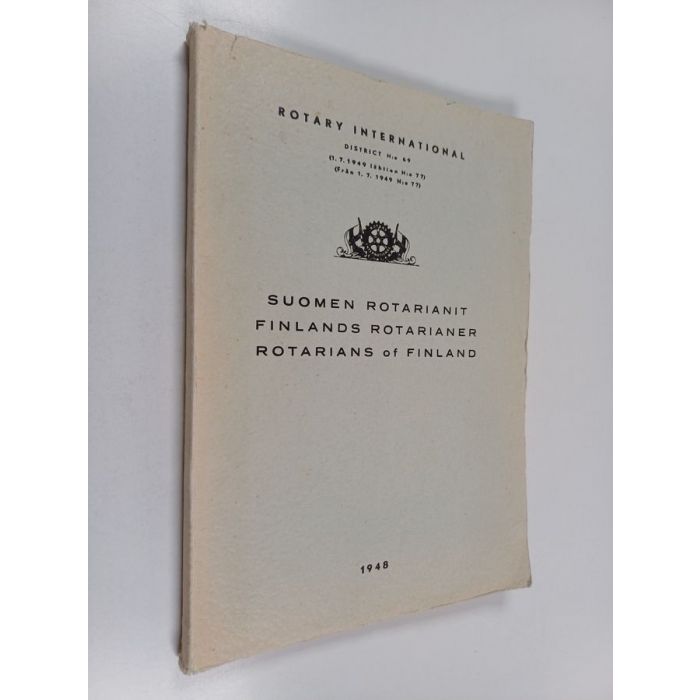 ROTARY INTERNATIONAL
DISTRICT N:o 69
(1.7.1949 lähtien N:o 77)
(Från 1. 7. 1949 N:o 77)
SUOMEN ROTARIANIT
FINLANDS ROTARIANER
ROTARIANS of FINLAND
1948